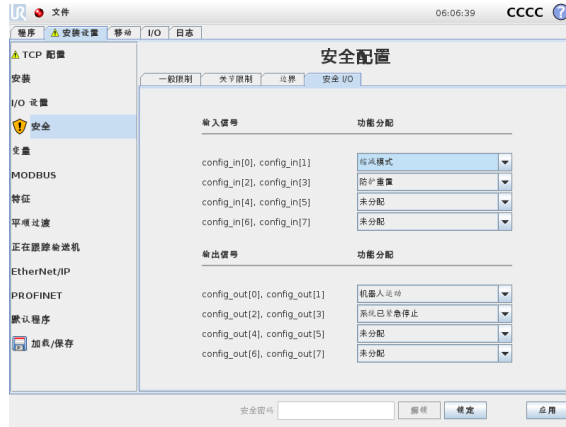 文件 06:06:39 CCCC ?
程序 安装设置 移动 I/O 日志
TCP 配置
安装
I/O 设置
安全
变量
MODBUS
特征
平顺过渡
正在跟踪输送机
EtherNet/IP
PROFINET
默认程序
加载/保存
安全配置
一般限制 关节限制 边界 安全 I/O
输入信号 功能分配
config_in[0], config_in[1] 缩减模式
config_in[2], config_in[3] 防护重置
config_in[4], config_in[5] 未分配
config_in[6], config_in[7] 未分配
输出信号 功能分配
config_out[0], config_out[1] 机器人运动
config_out[2], config_out[3] 系统已紧急停止
config_out[4], config_out[5] 未分配
config_out[6], config_out[7] 未分配
安全密码 解锁 锁定 应用